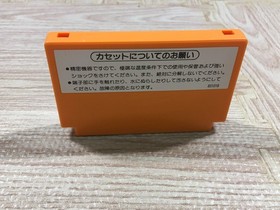 カセットについてのお願い
●精密機器ですので、極端な温度条件下での使用や保管および強い
ショックをさけてください。また、絶対に分解しないでください。
●端子部に手を触れたり、水にぬらしたりして汚さないようにして
ください。故障の原因となります。